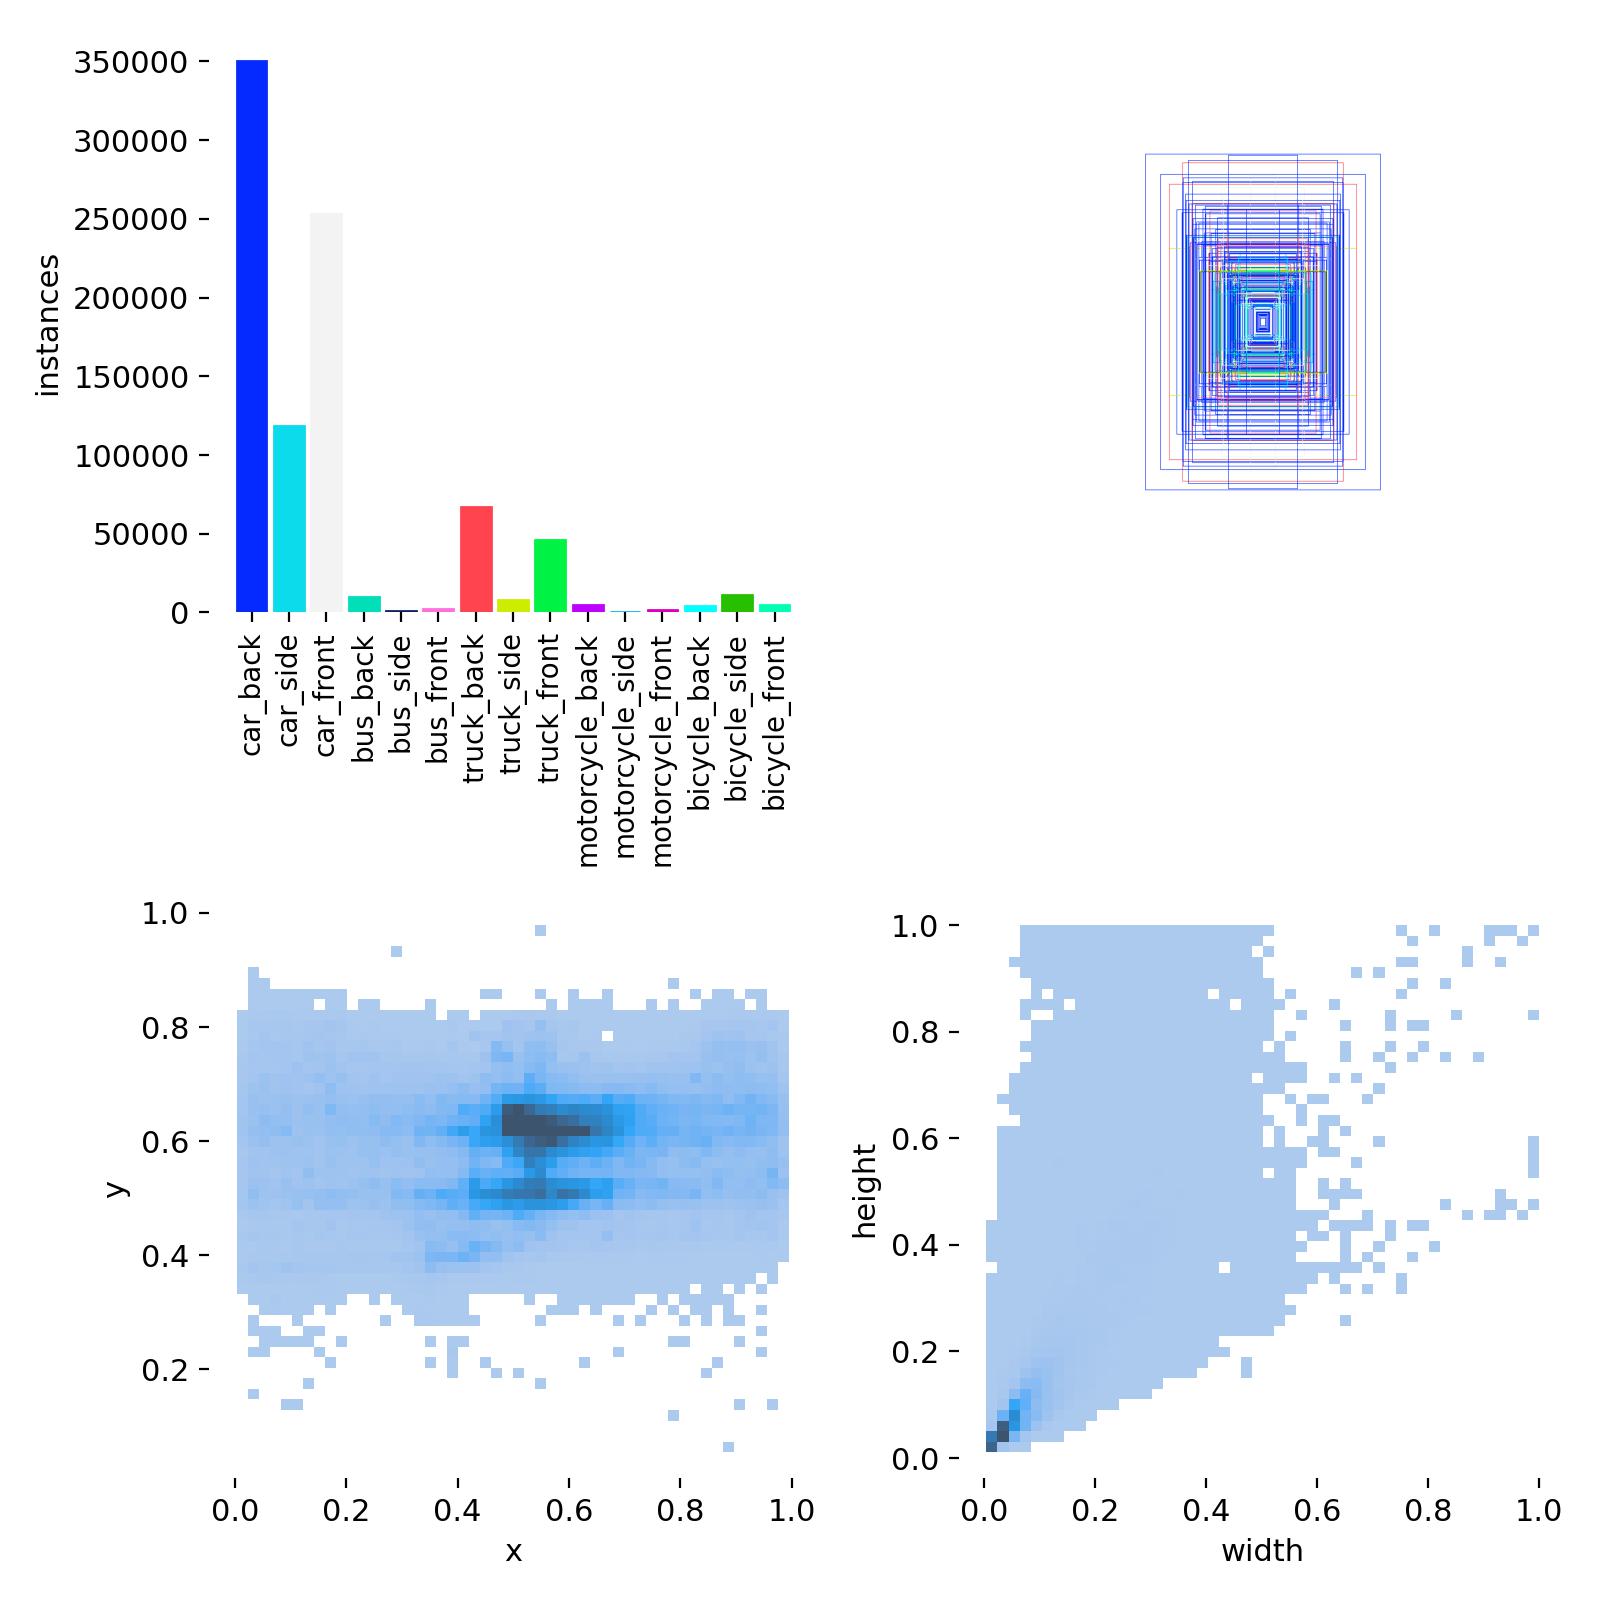 350000
300000
250000
200000
150000
100000
50000
0
instances
car_back
car_side
car_front
bus_back
bus_side
bus_front
truck_back
truck_side
truck_front
motorcycle_back
motorcycle_side
motorcycle_front
bicycle_back
bicycle_side
bicycle_front
1.0
0.8
0.6
0.4
0.2
y
0.0 0.2 0.4 0.6 0.8 1.0
x
1.0
0.8
0.6
0.4
0.2
0.0
height
0.0 0.2 0.4 0.6 0.8 1.0
width